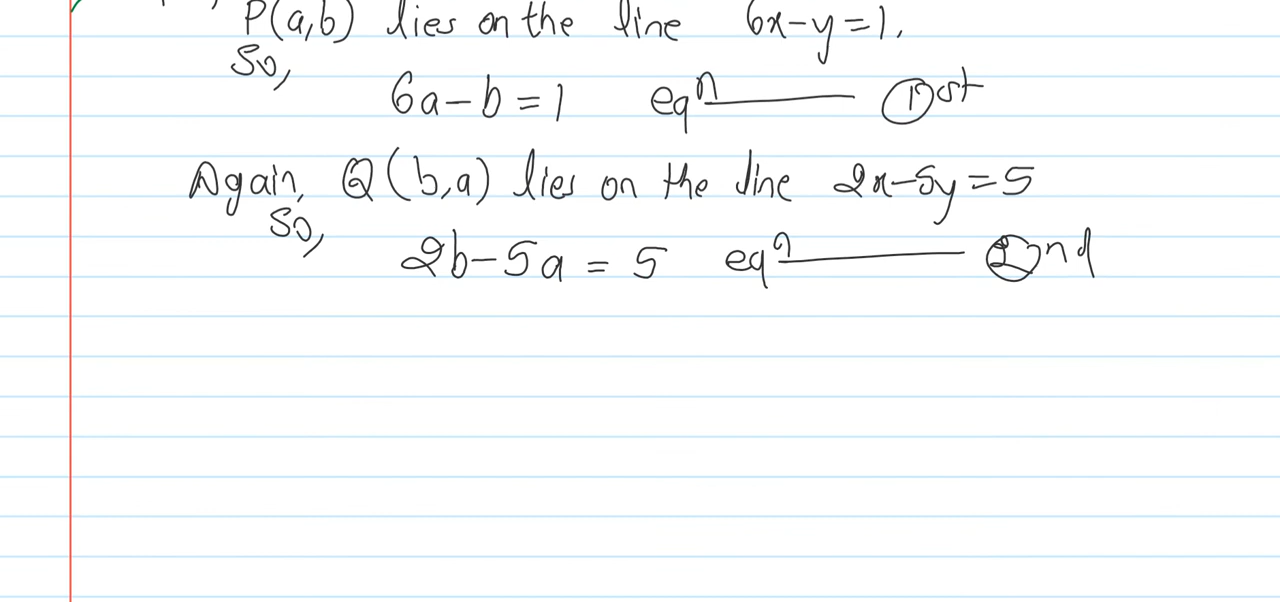 P(a,b) lies on the line 6x-y=1.
So,
6a-b=1 eqⁿ 1st
Again, Q(b,a) lies on the line 2x-5y=5
So,
2b-5a=5 eqⁿ 2nd